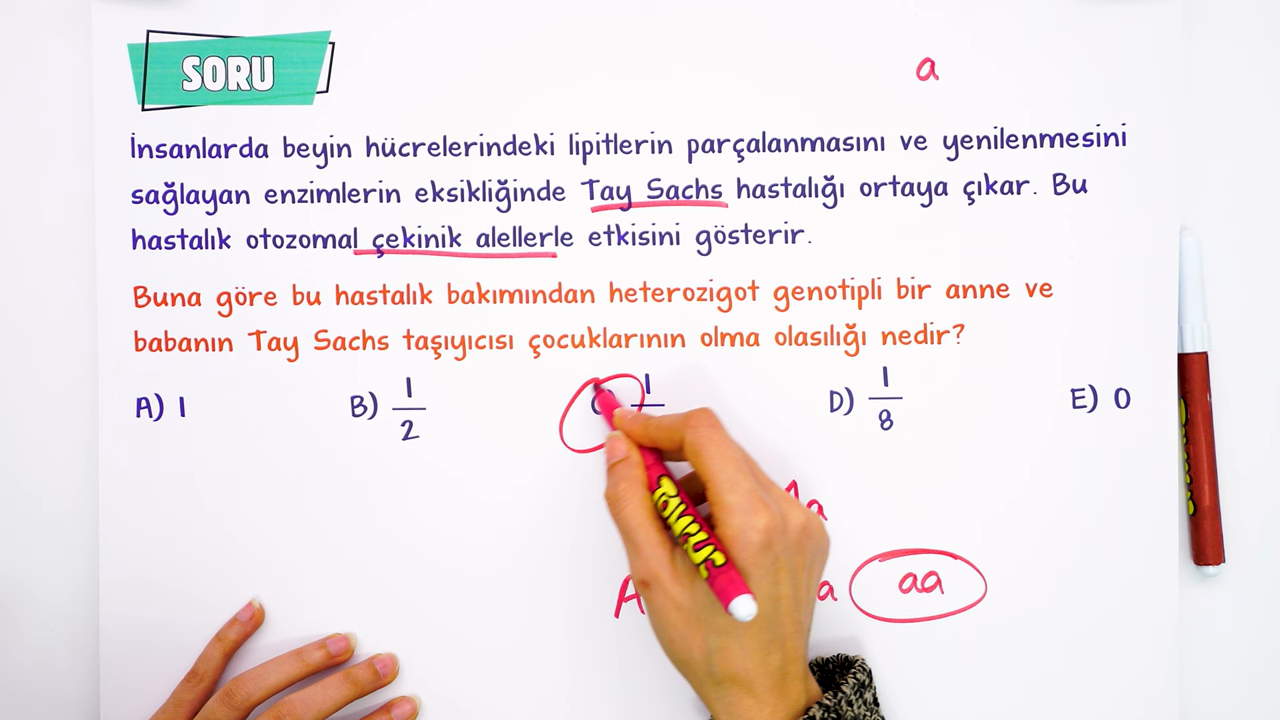 SORU
a
İnsanlarda beyin hücrelerindeki lipitlerin parçalanmasını ve yenilenmesini
sağlayan enzimlerin eksikliğinde Tay Sachs hastalığı ortaya çıkar. Bu
hastalık otozomal çekinik alellerle etkisini gösterir.
Buna göre bu hastalık bakımından heterozigot genotipli bir anne ve
babanın Tay Sachs taşıyıcısı çocuklarının olma olasılığı nedir?
A) 1 B) 1/2 1 D) 1/8 E) 0
Aa
A a aa